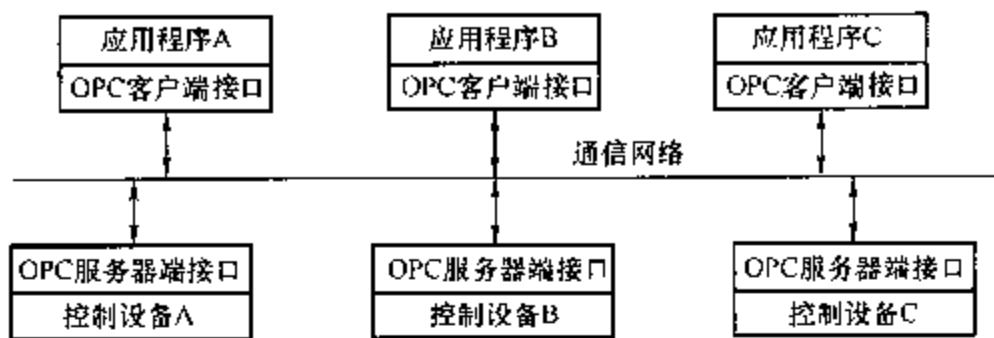 应用程序A
应用程序B
应用程序C
OPC客户端接口
OPC客户端接口
OPC客户端接口
通信网络
OPC服务器端接口
OPC服务器端接口
OPC服务器端接口
控制设备A
控制设备B
控制设备C